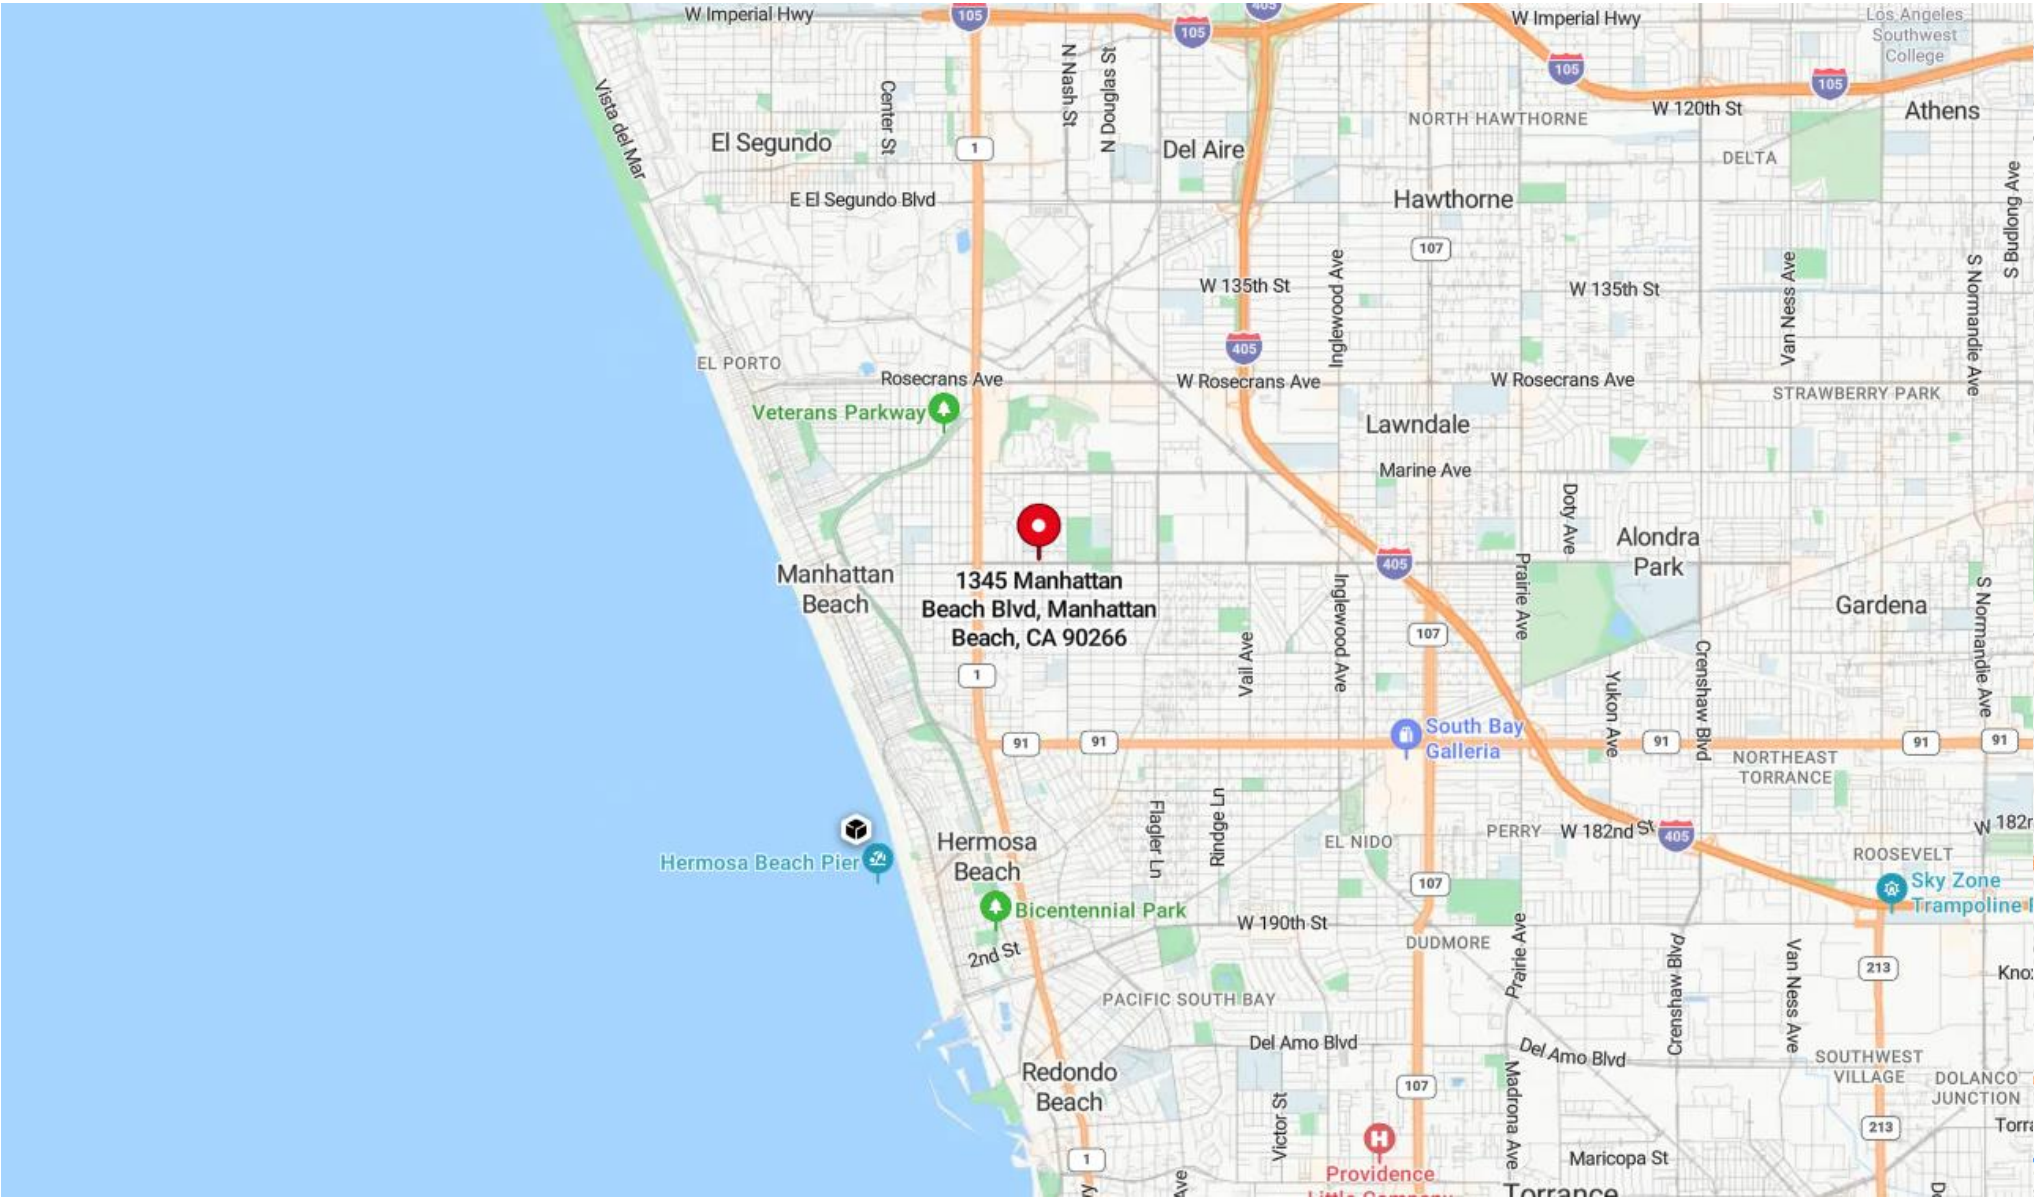 W Imperial Hwy
105
105
405
W Imperial Hwy
Los Angeles
Southwest
College
105
105
Vista del Mar
Center St
N Nash St
N Douglas St
W 120th St
Athens
NORTH HAWTHORNE
El Segundo
1
Del Aire
DELTA
E El Segundo Blvd
Hawthorne
S Budlong Ave
107
W 135th St
Inglewood Ave
W 135th St
Van Ness Ave
S Normandie Ave
405
EL PORTO
Rosecrans Ave
W Rosecrans Ave
W Rosecrans Ave
STRAWBERRY PARK
Veterans Parkway
Lawndale
Marine Ave
Doty Ave
Alondra
Park
405
Manhattan
Beach
1345 Manhattan
Beach Blvd, Manhattan
Beach, CA 90266
Inglewood Ave
Prairie Ave
Gardena
S Normandie Ave
107
Vail Ave
1
Yukon Ave
Crenshaw Blvd
South Bay
Galleria
91
91
91
91
91
NORTHEAST
TORRANCE
Flagler Ln
Rindge Ln
Hermosa
Beach
EL NIDO
PERRY
W 182nd St
405
W 182r
Hermosa Beach Pier
ROOSEVELT
Sky Zone
Trampoline
107
Bicentennial Park
W 190th St
DUDMORE
Prairie Ave
2nd St
Crenshaw Blvd
Van Ness Ave
213
Kno
PACIFIC SOUTH BAY
Del Amo Blvd
Del Amo Blvd
SOUTHWEST
VILLAGE
DOLANCO
JUNCTION
Redondo
Beach
107
Victor St
Madrona Ave
213
Torr
1
Maricopa St
Providence
Little Company
Torrance
Ave